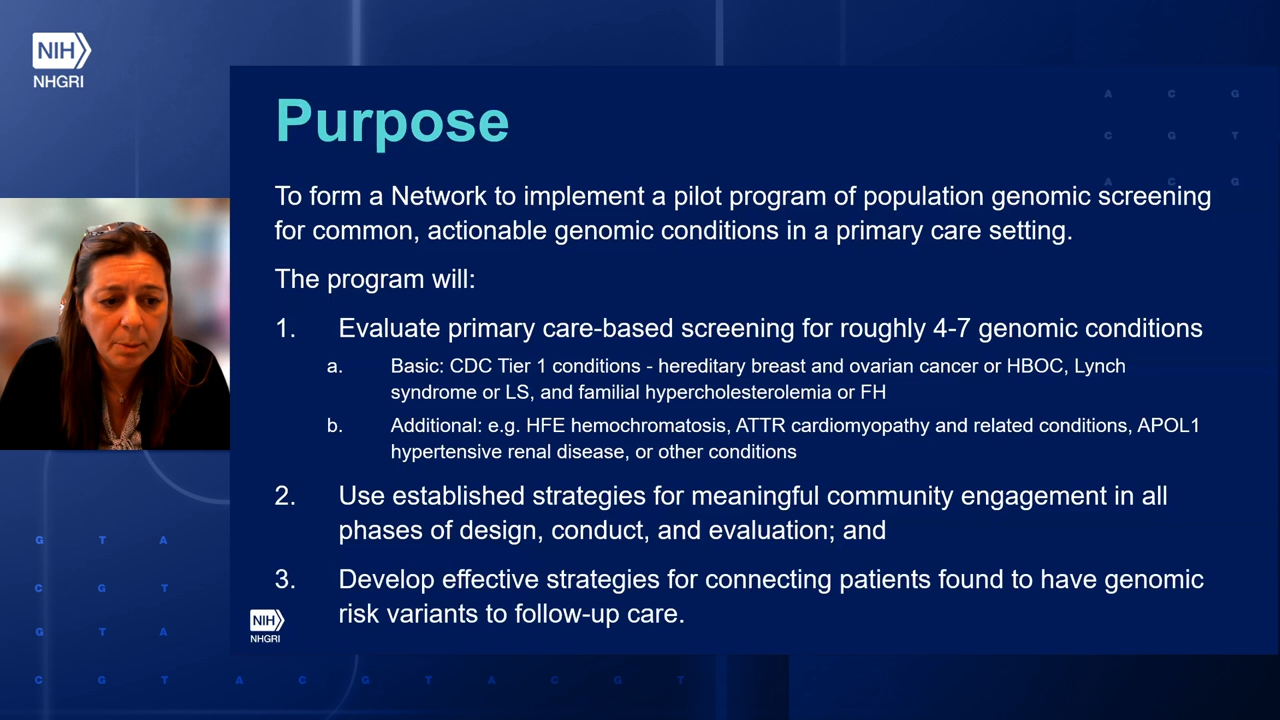 NIH
NHGRI
Purpose
A C G
C G T
A C G
To form a Network to implement a pilot program of population genomic screening
for common, actionable genomic conditions in a primary care setting.
The program will:
1. Evaluate primary care-based screening for roughly 4-7 genomic conditions
a. Basic: CDC Tier 1 conditions - hereditary breast and ovarian cancer or HBOC, Lynch
syndrome or LS, and familial hypercholesterolemia or FH
b. Additional: e.g. HFE hemochromatosis, ATTR cardiomyopathy and related conditions, APOL1
hypertensive renal disease, or other conditions
2. Use established strategies for meaningful community engagement in all
phases of design, conduct, and evaluation; and
3. Develop effective strategies for connecting patients found to have genomic
risk variants to follow-up care.
NIH
NHGRI
G T A
C G T
G T A
C G T A C G T A C G T